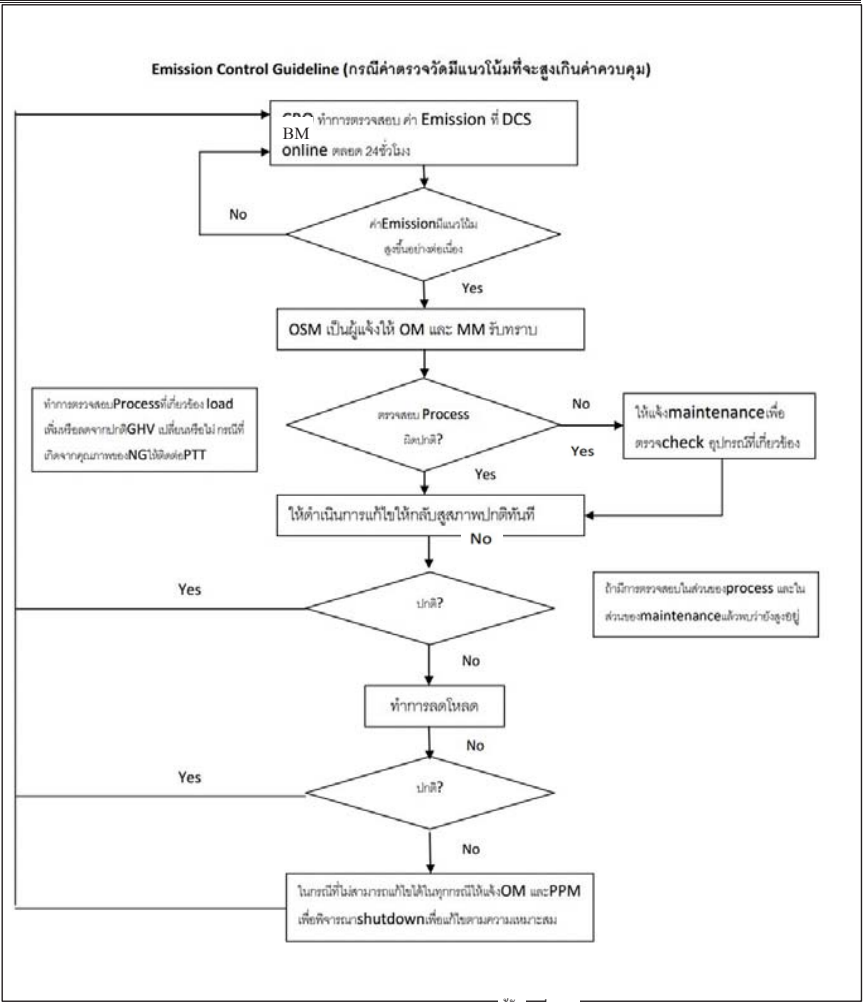 Emission Control Guideline (กรณีค่าตรวจวัดมีแนวโน้มที่จะสูงเกินค่าควบคุม)
BM ทำการตรวจสอบ ค่า Emission ที่ DCS
online ตลอด 24ชั่วโมง
No
ค่าEmissionมีแนวโน้ม
สูงขึ้นอย่างต่อเนื่อง
Yes
OSM เป็นผู้แจ้งให้ OM และ MM รับทราบ
ทำการตรวจสอบProcessที่เกี่ยวข้อง load
เพิ่มหรือลดจากปกติGHV เปลี่ยนหรือไม่ กรณีที่
เกิดจากคุณภาพของNGให้ติดต่อPTT
ตรวจสอบ Process
ผิดปกติ?
No
Yes
ให้แจ้งmaintenanceเพื่อ
ตรวจcheck อุปกรณ์ที่เกี่ยวข้อง
Yes
ให้ดำเนินการแก้ไขให้กลับสูสภาพปกติทันที
No
Yes
ปกติ?
ถ้ามีการตรวจสอบในส่วนของprocess และใน
ส่วนของmaintenanceแล้วพบว่ายังสูงอยู่
No
ทำการลดโหลด
No
Yes
ปกติ?
No
ในกรณีที่ไม่สามารถแก้ไขได้ในทุกกรณีให้แจ้งOM และPPM
เพื่อพิจารณาshutdownเพื่อแก้ไขตามความเหมาะสม